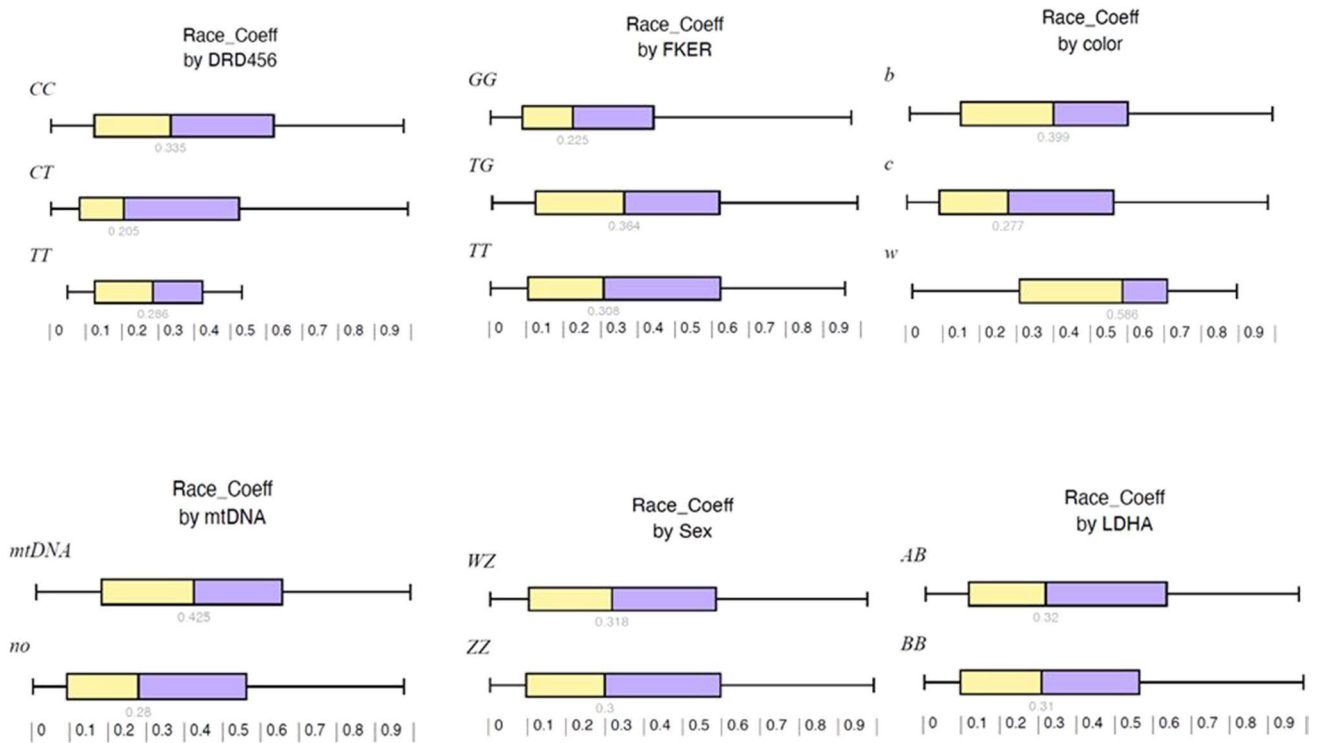 Race_Coeff
by DRD456
CC
0.335
CT
0.205
TT
0.286
0 0.1 0.2 0.3 0.4 0.5 0.6 0.7 0.8 0.9
Race_Coeff
by FKER
GG
0.225
TG
0.364
TT
0.308
0 0.1 0.2 0.3 0.4 0.5 0.6 0.7 0.8 0.9
Race_Coeff
by color
b
0.399
c
0.277
w
0.586
0 0.1 0.2 0.3 0.4 0.5 0.6 0.7 0.8 0.9
Race_Coeff
by mtDNA
mtDNA
0.425
no
0.28
0 0.1 0.2 0.3 0.4 0.5 0.6 0.7 0.8 0.9
Race_Coeff
by Sex
WZ
0.318
ZZ
0.3
0 0.1 0.2 0.3 0.4 0.5 0.6 0.7 0.8 0.9
Race_Coeff
by LDHA
AB
0.32
BB
0.31
0 0.1 0.2 0.3 0.4 0.5 0.6 0.7 0.8 0.9